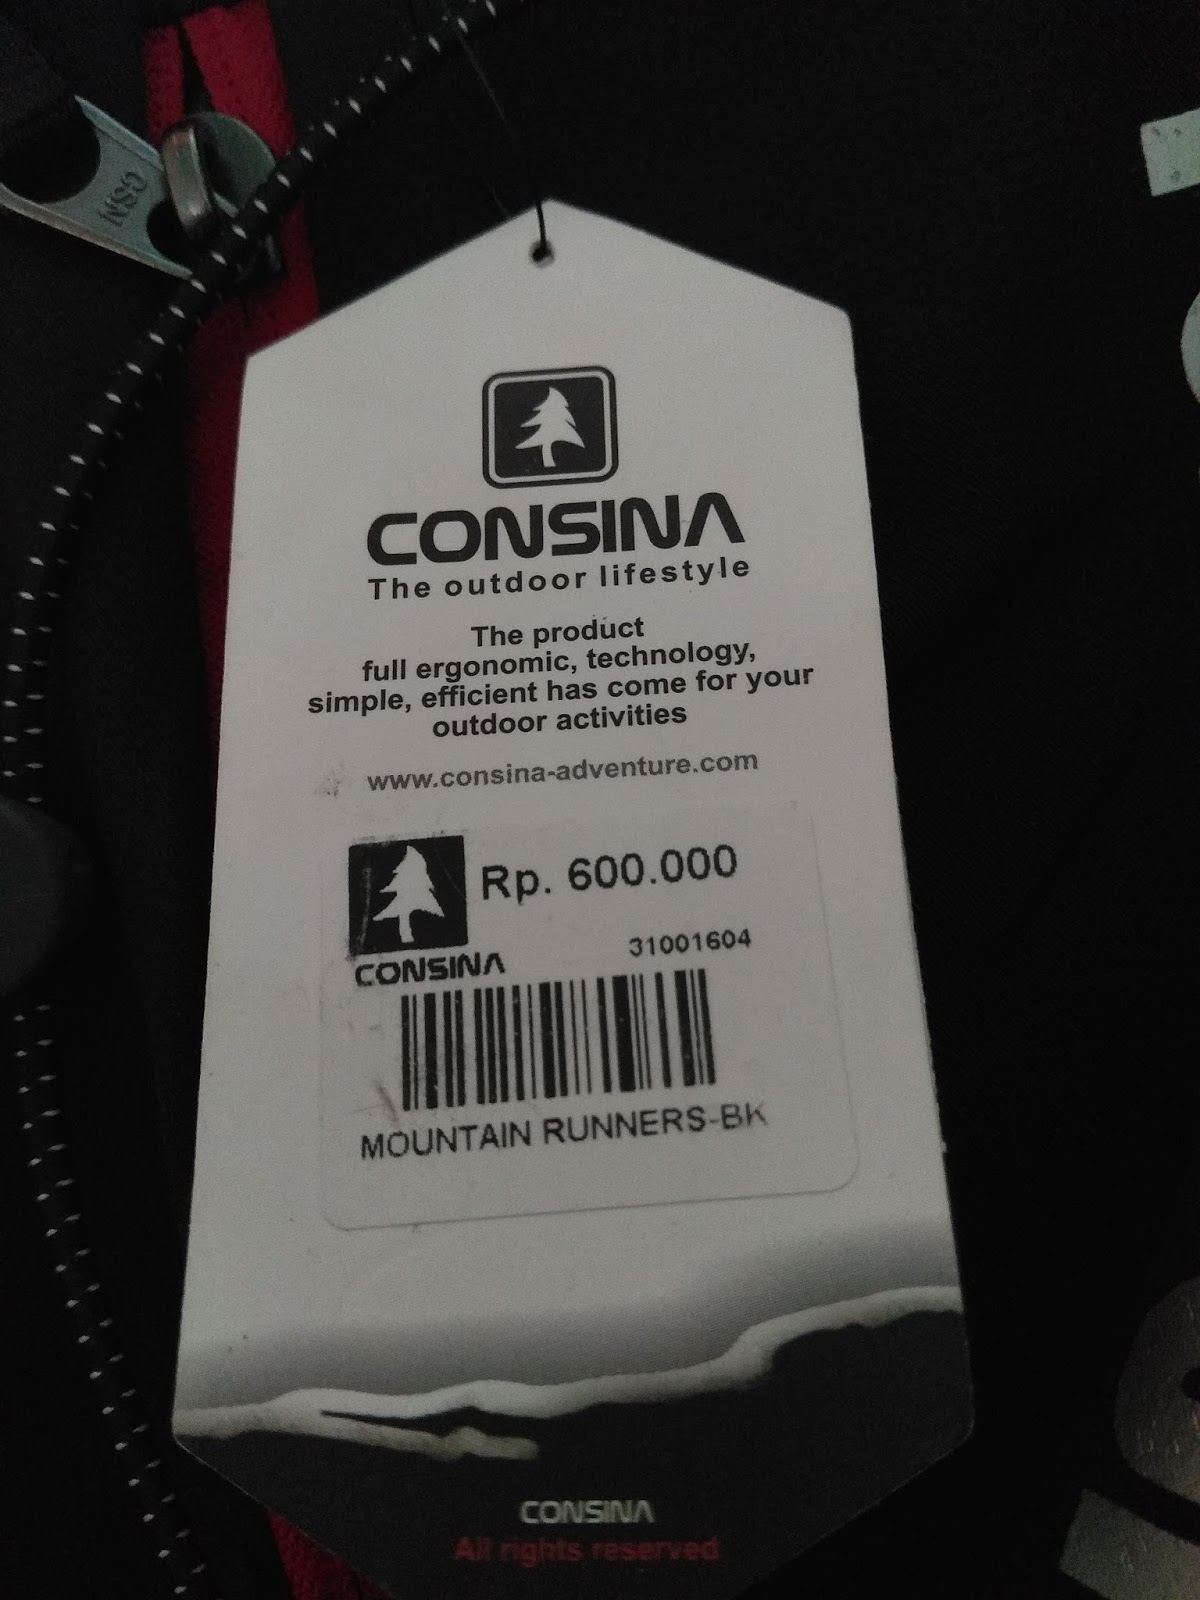 CSN
CONSINA
The outdoor lifestyle
The product
full ergonomic, technology,
simple, efficient has come for your
outdoor activities
www.consina-adventure.com
Rp. 600.000
CONSINA
31001604
MOUNTAIN RUNNERS-BK
CONSINA
All rights reserved